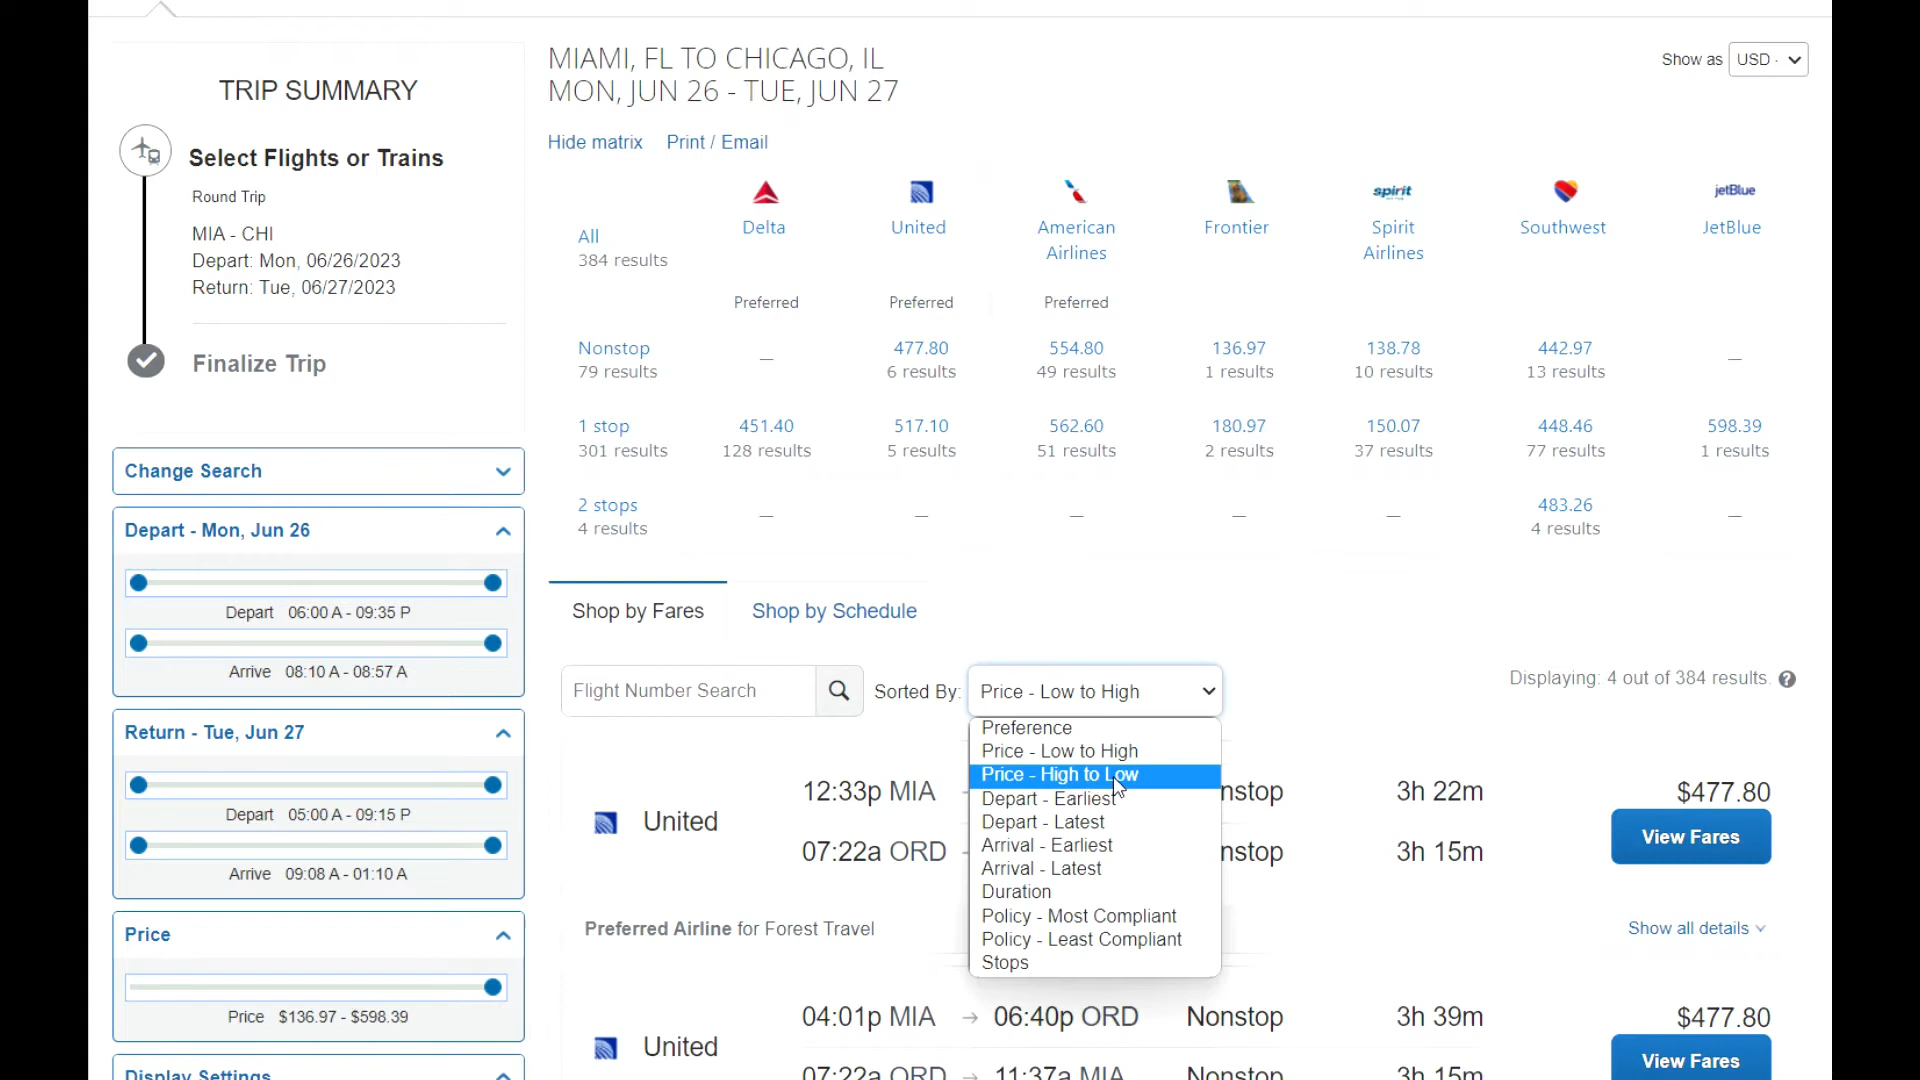 TRIP SUMMARY
Select Flights or Trains
Round Trip
MIA - CHI
Depart: Mon, 06/26/2023
Return: Tue, 06/27/2023
Finalize Trip
Change Search
Depart - Mon, Jun 26
Depart 06:00 A - 09:35 P
Arrive 08:10 A - 08:57 A
Return - Tue, Jun 27
Depart 05:00 A - 09:15 P
Arrive 09:08 A - 01:10 A
Price
Price $136.97 - $598.39
Display Settings
MIAMI, FL TO CHICAGO, IL
MON, JUN 26 - TUE, JUN 27
Show as USD ·
Hide matrix Print / Email
spirit jetBlue
All Delta United American Airlines Frontier Spirit Airlines Southwest JetBlue
384 results
Preferred Preferred Preferred
Nonstop — 477.80 554.80 136.97 138.78 442.97 —
79 results 6 results 49 results 1 results 10 results 13 results
1 stop 451.40 517.10 562.60 180.97 150.07 448.46 598.39
301 results 128 results 5 results 51 results 2 results 37 results 77 results 1 results
2 stops — — — — — 483.26 —
4 results 4 results
Shop by Fares Shop by Schedule
Flight Number Search Sorted By: Price - Low to High Displaying: 4 out of 384 results. ?
Preference
Price - Low to High
Price - High to Low
Depart - Earliest
Depart - Latest
Arrival - Earliest
Arrival - Latest
Duration
Policy - Most Compliant
Policy - Least Compliant
Stops
12:33p MIA nstop 3h 22m $477.80
United View Fares
07:22a ORD nstop 3h 15m
Preferred Airline for Forest Travel Show all details
04:01p MIA → 06:40p ORD Nonstop 3h 39m $477.80
United View Fares
07:22a ORD → 11:37a MIA Nonstop 3h 15m